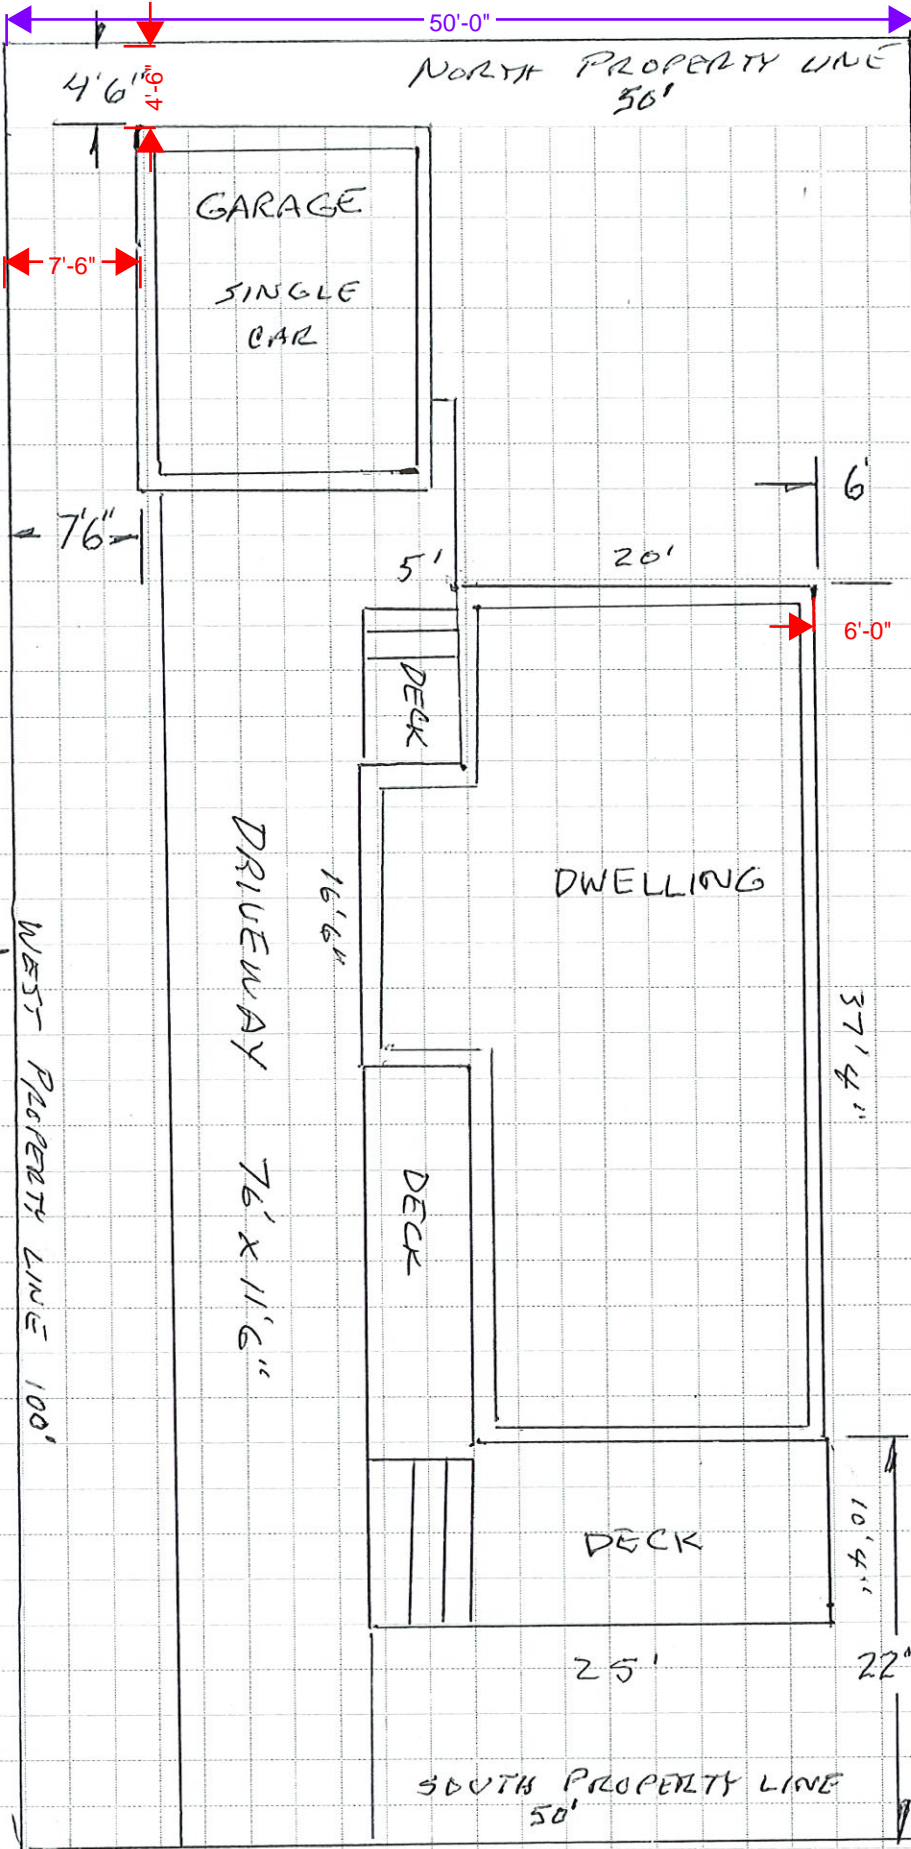 50'-0"
NORTH PROPERTY LINE
50'
4'6"
4'-6"
GARAGE
SINGLE
CAR
7'-6"
7'6"
6'
5'
20'
6'-0"
DECK
DWELLING
16'6"
DRIVEWAY 76' X 11'6"
37'4"
WEST PROPERTY LINE 100'
DECK
DECK
10'4"
25'
22'
SOUTH PROPERTY LINE
50'